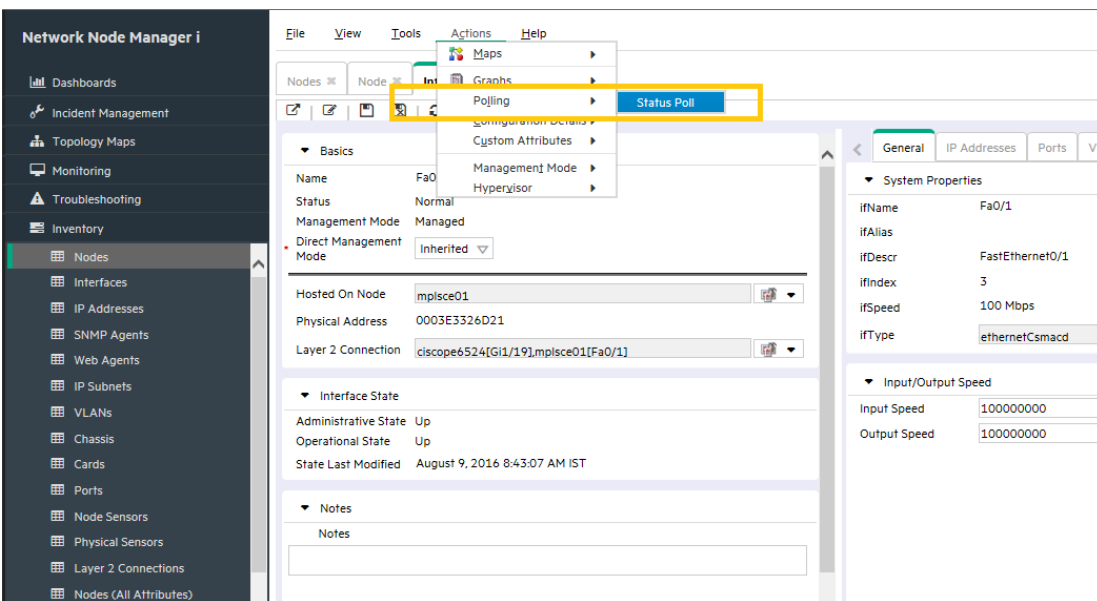 Network Node Manager i
Dashboards
Incident Management
Topology Maps
Monitoring
Troubleshooting
Inventory
Nodes
Interfaces
IP Addresses
SNMP Agents
Web Agents
IP Subnets
VLANs
Chassis
Cards
Ports
Node Sensors
Physical Sensors
Layer 2 Connections
Nodes (All Attributes)
File View Tools Actions Help
Nodes Node Int
Maps
Graphs
Polling
Status Poll
Configuration Details
Custom Attributes
Management Mode
Hypervisor
Basics
Name Fa0
Status Normal
Management Mode Managed
* Direct Management
Mode Inherited
Hosted On Node mplsce01
Physical Address 0003E3326D21
Layer 2 Connection ciscope6524[Gi1/19],mplsce01[Fa0/1]
Interface State
Administrative State Up
Operational State Up
State Last Modified August 9, 2016 8:43:07 AM IST
Notes
Notes
General IP Addresses Ports V
System Properties
ifName Fa0/1
ifAlias
ifDescr FastEthernet0/1
ifIndex 3
ifSpeed 100 Mbps
ifType ethernetCsmacd
Input/Output Speed
Input Speed 100000000
Output Speed 100000000